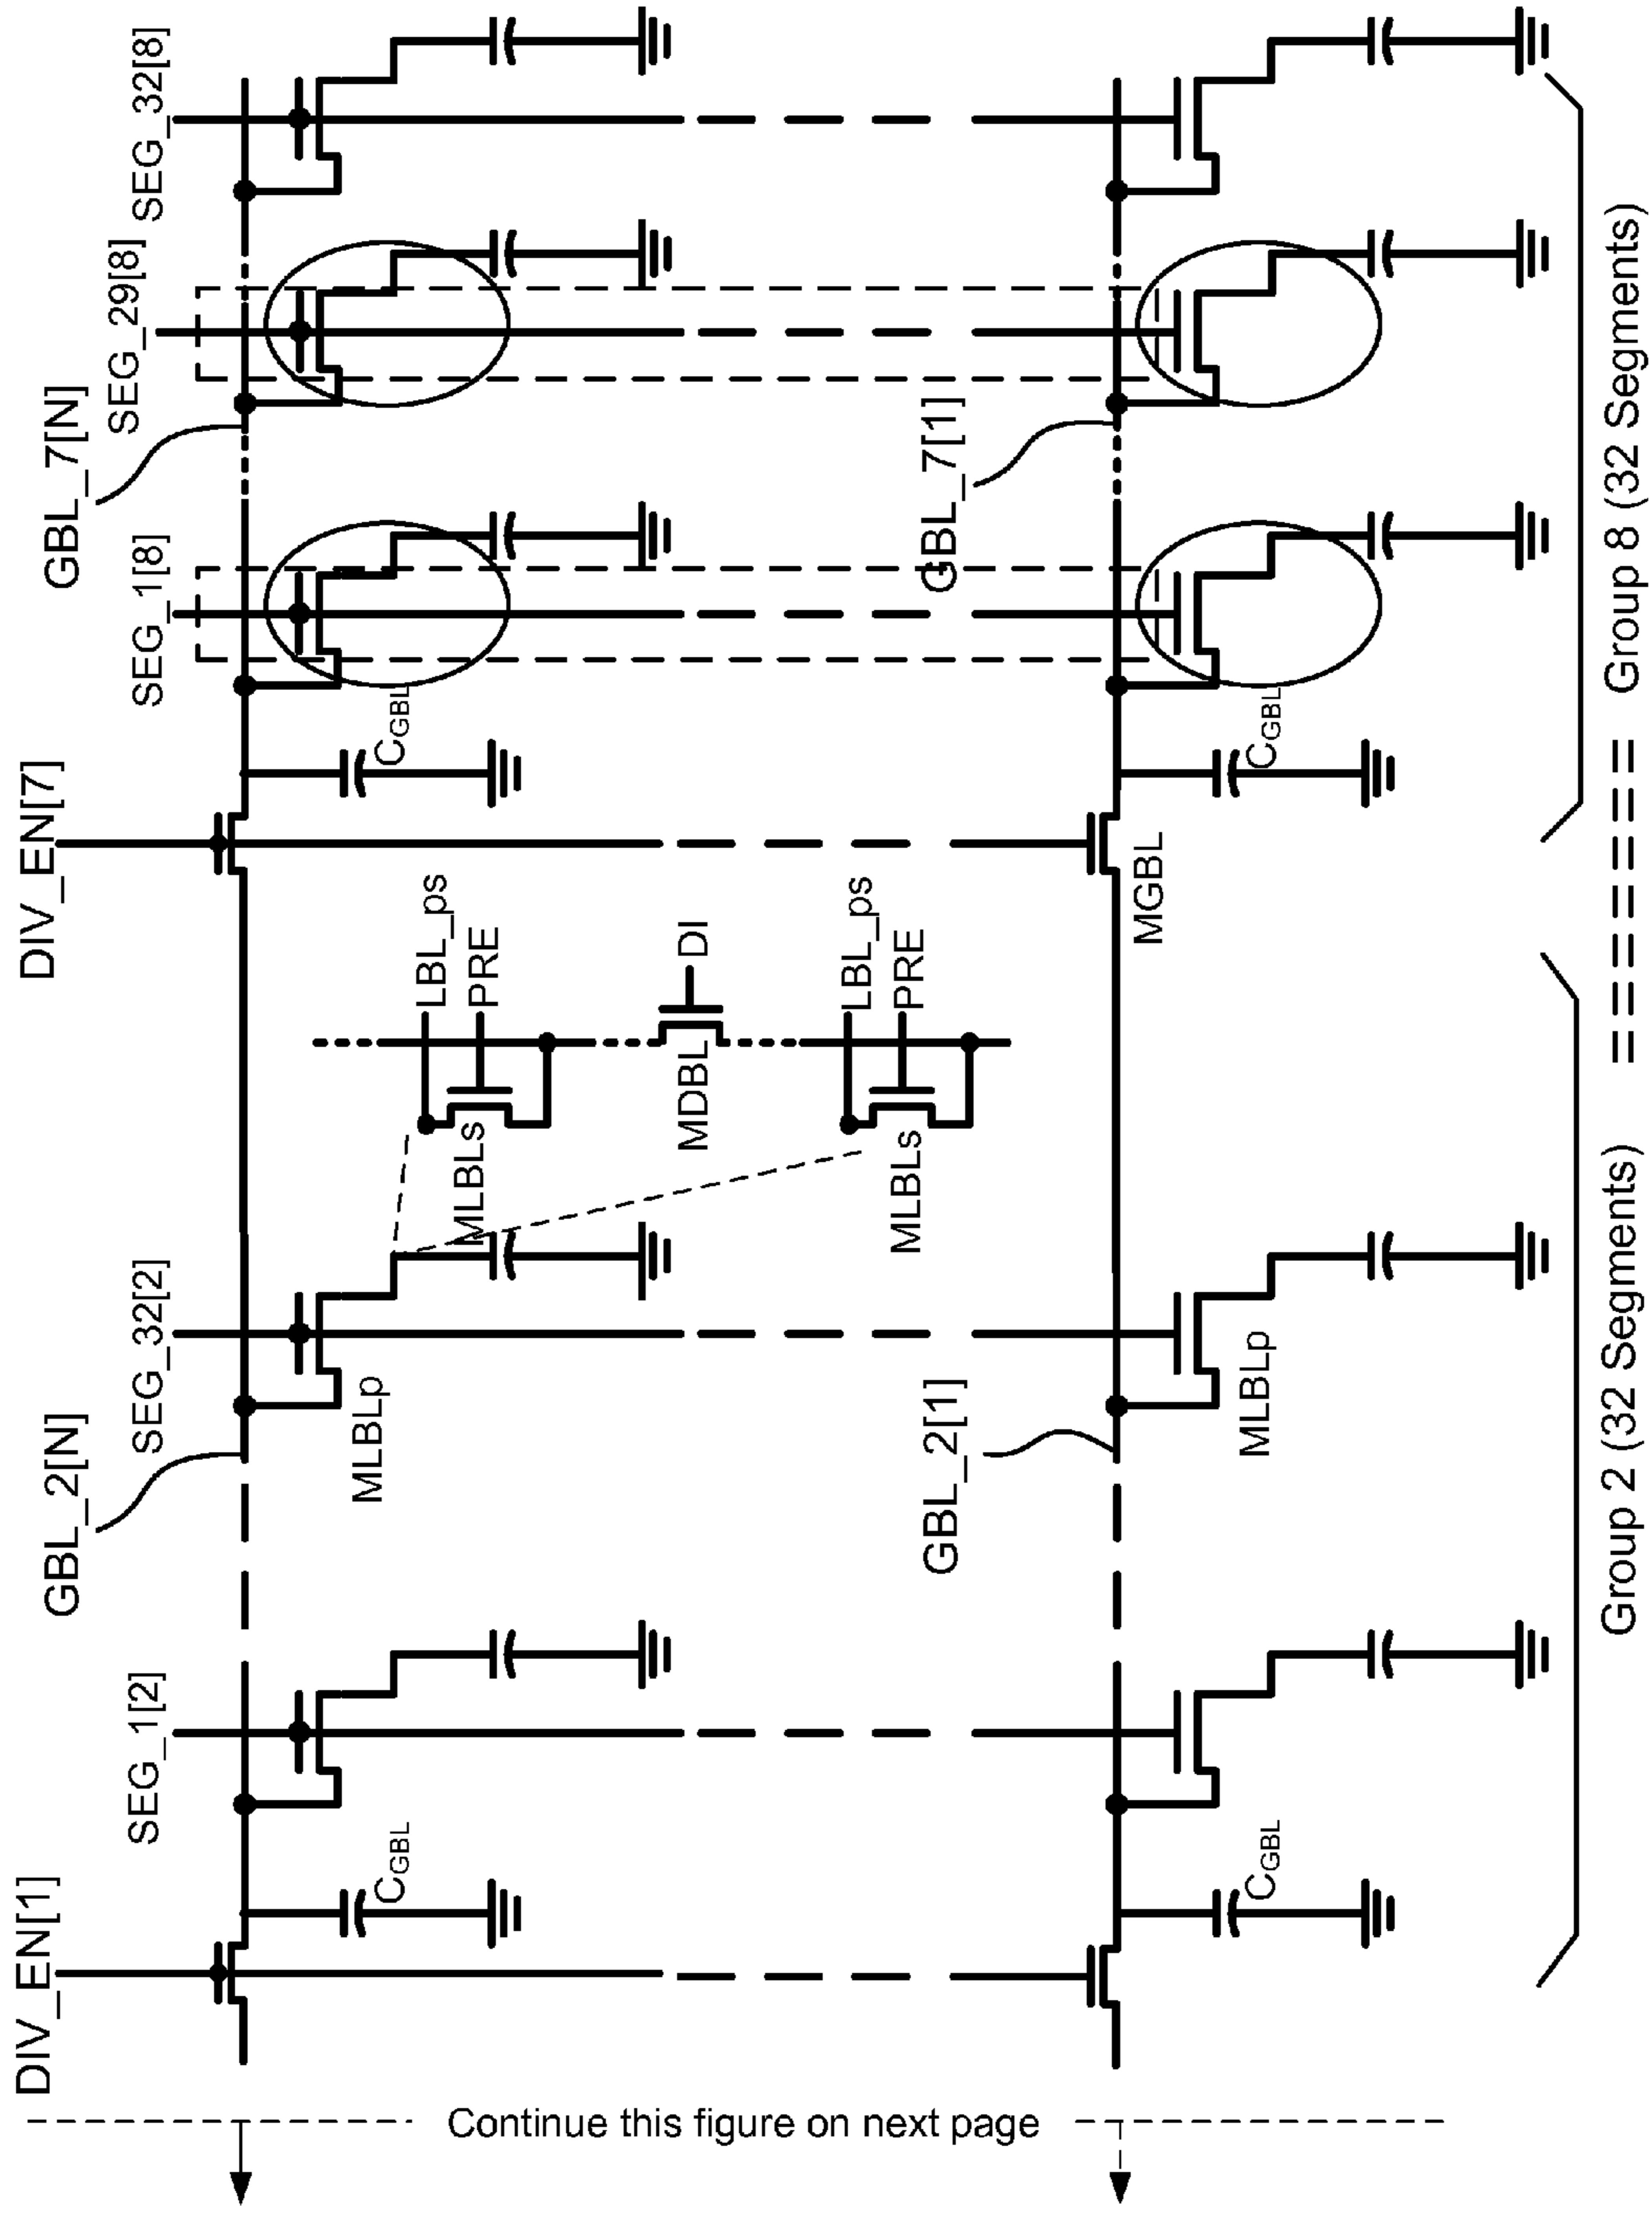 DIV_EN[1]
DIV_EN[7]
GBL_2[N]
GBL_7[N]
SEG_1[2]
SEG_32[2]
SEG_1[8]
SEG_29[8]
SEG_32[8]
CGBL
MLBLp
CGBL
LBL_ps
PRE
MLBLs
MDBL
DI
LBL_ps
PRE
MLBLs
GBL_2[1]
GBL_7[1]
MGBL
CGBL
MLBLp
CGBL
Group 2 (32 Segments)
Group 8 (32 Segments)
Continue this figure on next page